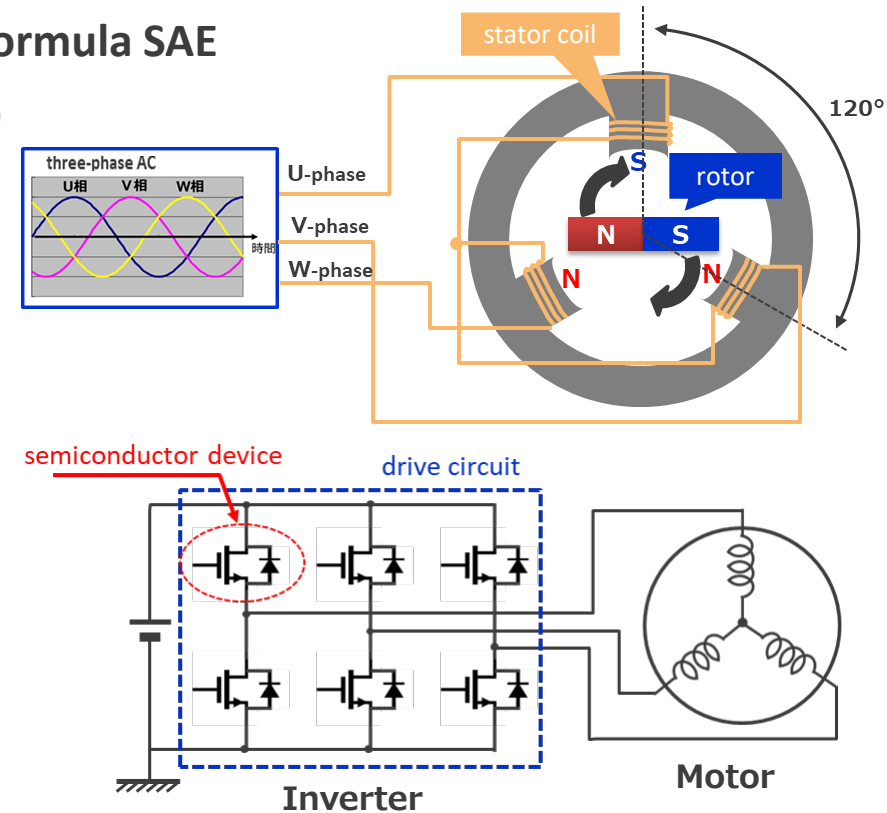 ormula SAE
stator coil
120°
three-phase AC
U相 V相 W相
時間
U-phase
V-phase
W-phase
S
rotor
N S
N
N
semiconductor device
drive circuit
Inverter
Motor